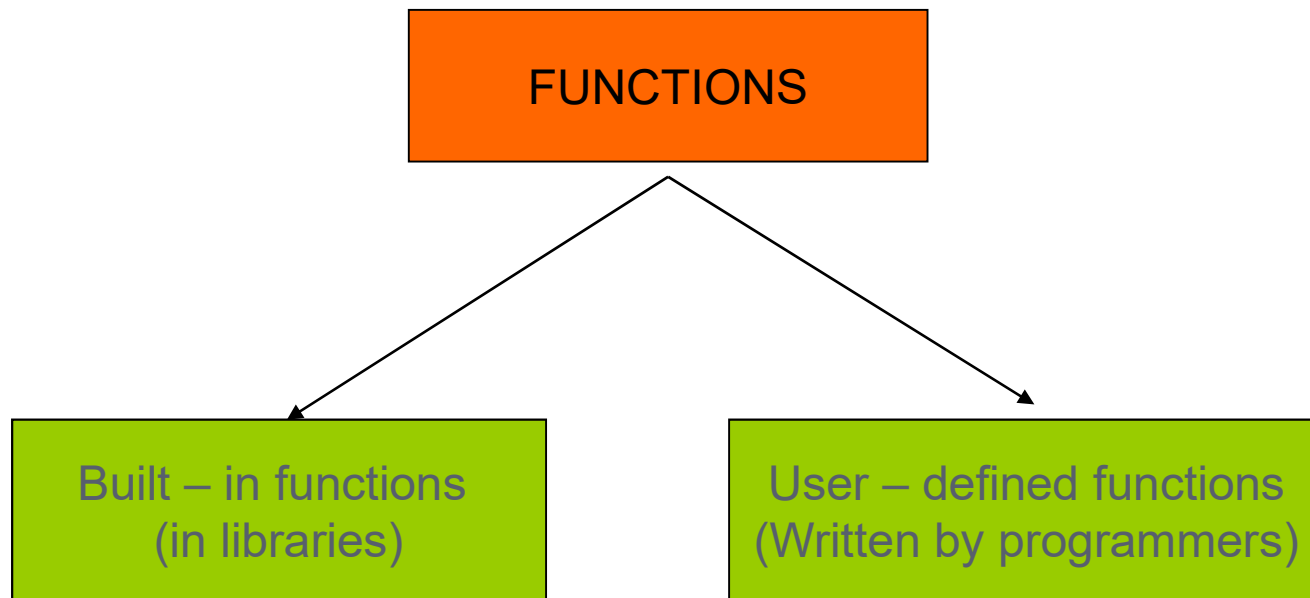 FUNCTIONS
Built – in functions
(in libraries)
User – defined functions
(Written by programmers)